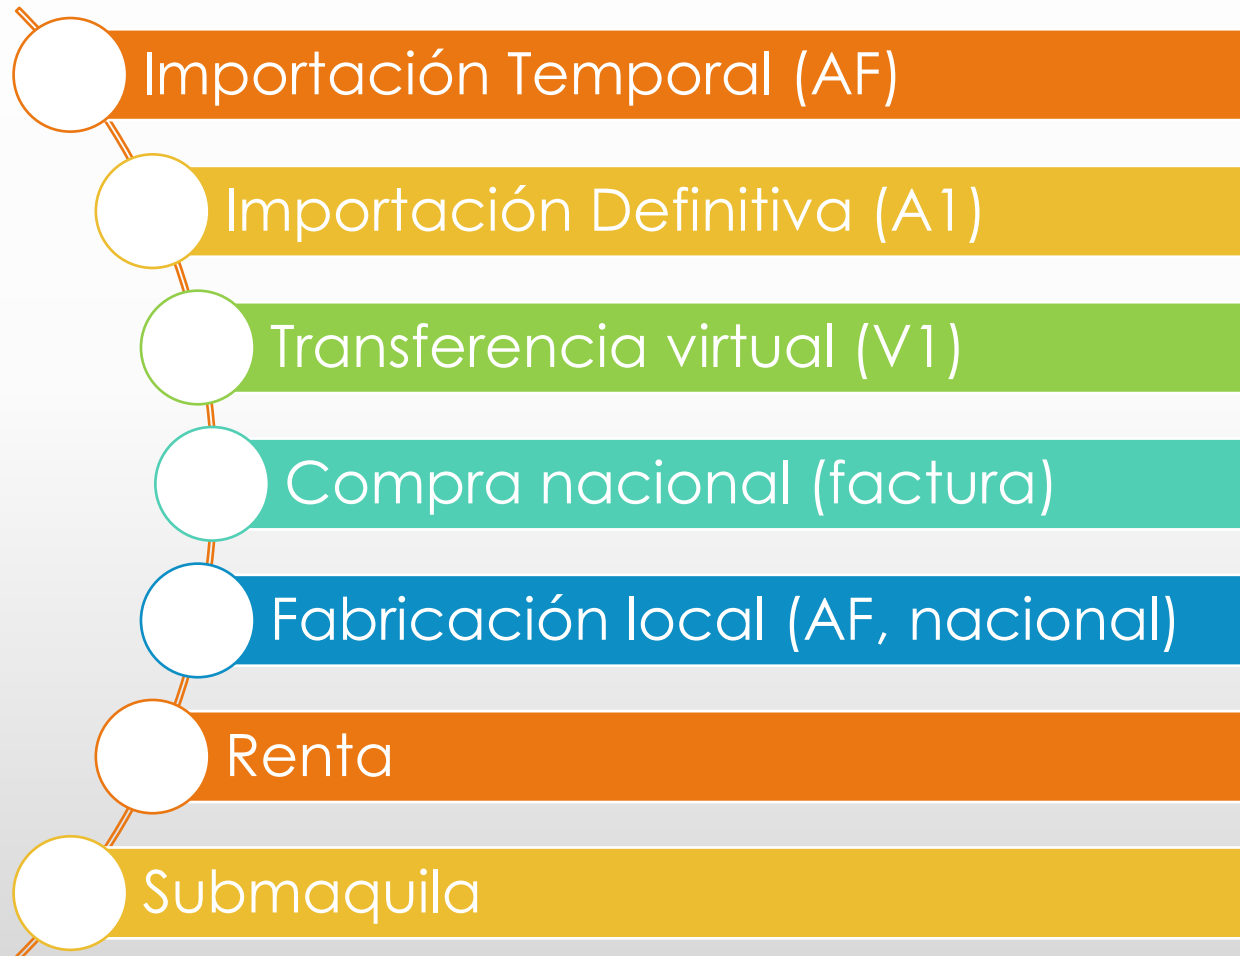 Importación Temporal (AF)
Importación Definitiva (A1)
Transferencia virtual (V1)
Compra nacional (factura)
Fabricación local (AF, nacional)
Renta
Submaquila